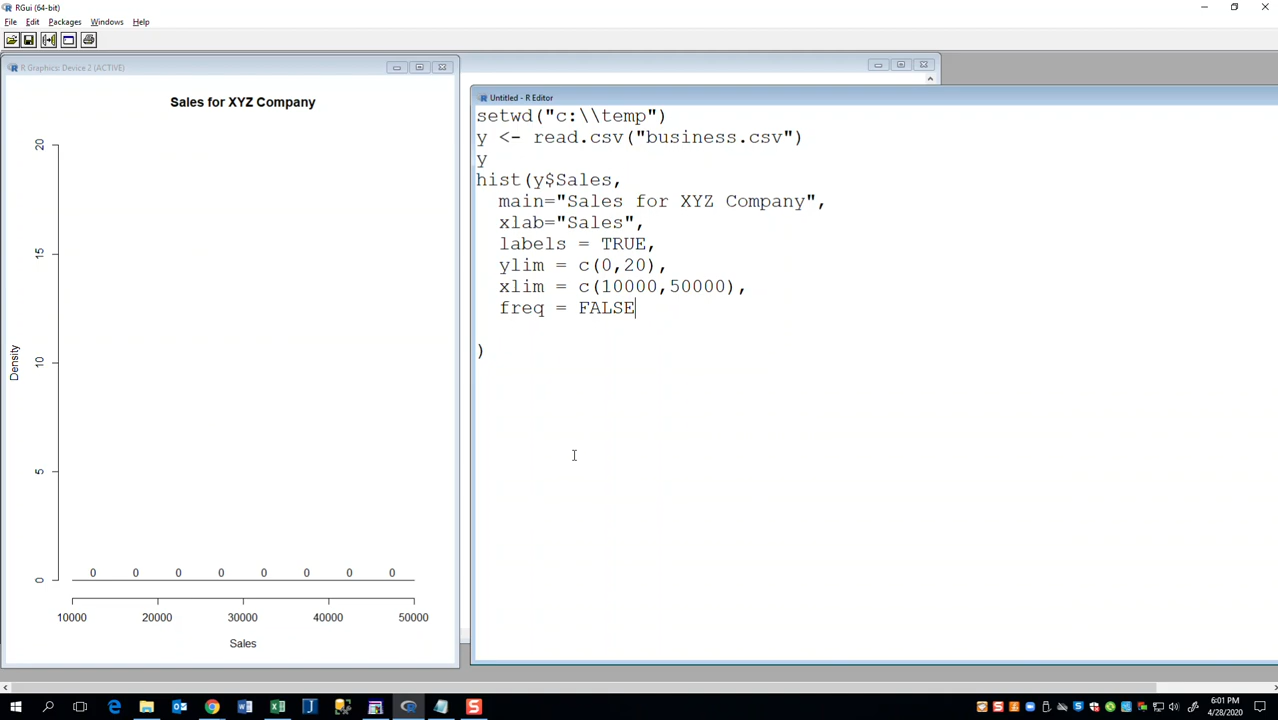 RGui (64-bit)
File Edit Packages Windows Help
R Graphics: Device 2 (ACTIVE)
Sales for XYZ Company
20
15
10
5
0
Density
0 0 0 0 0 0 0 0
10000 20000 30000 40000 50000
Sales
Untitled - R Editor
setwd("c:\\temp")
y <- read.csv("business.csv")
y
hist(y$Sales,
main="Sales for XYZ Company",
xlab="Sales",
labels = TRUE,
ylim = c(0,20),
xlim = c(10000,50000),
freq = FALSE
)
6:01 PM
4/28/2020